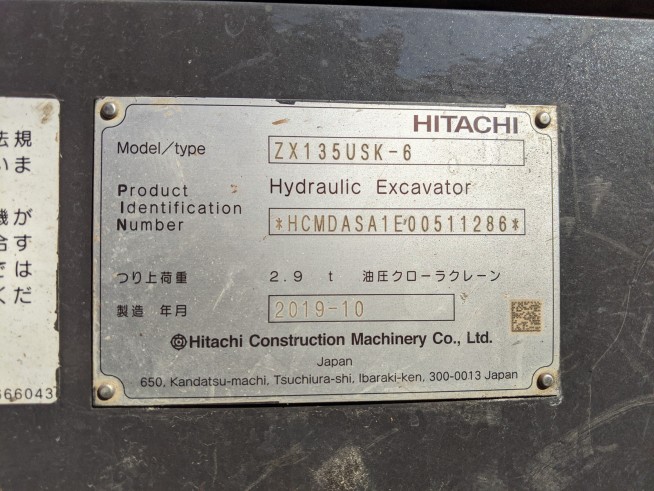 HITACHI
Model/type ZX135USK-6
Product Hydraulic Excavator
Identification
Number *HCMDASA1E00511286*
つり上荷重 2.9 t 油圧クローラクレーン
製造 年月 2019-10
Hitachi Construction Machinery Co., Ltd.
Japan
650, Kandatsu-machi, Tsuchiura-shi, Ibaraki-ken, 300-0013 Japan
法規
いま
機が
合す
では
くだ
66043